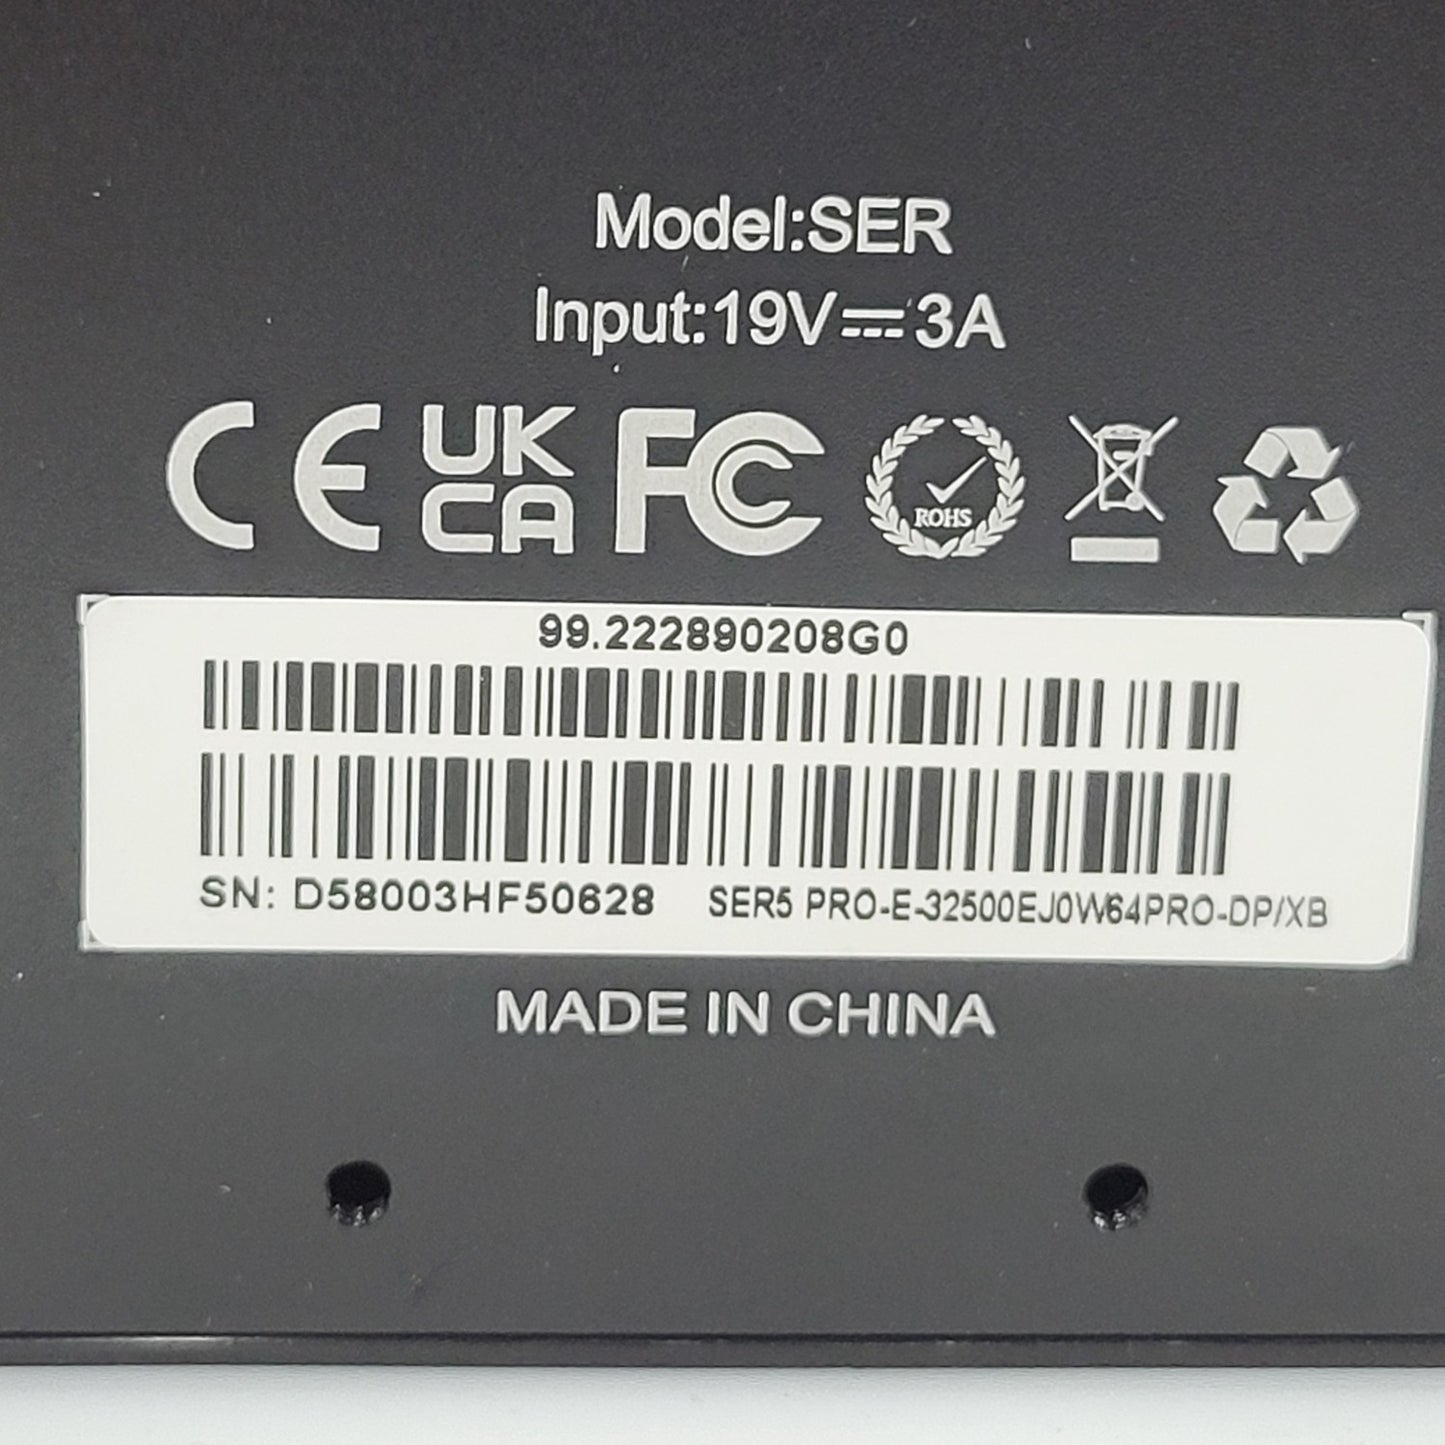 Model:SER
Input:19V⎓3A
CE UK CA FC ROHS
99.222890208G0
SN: D58003HF50628 SER5 PRO-E-32500EJ0W64PRO-DP/XB
MADE IN CHINA